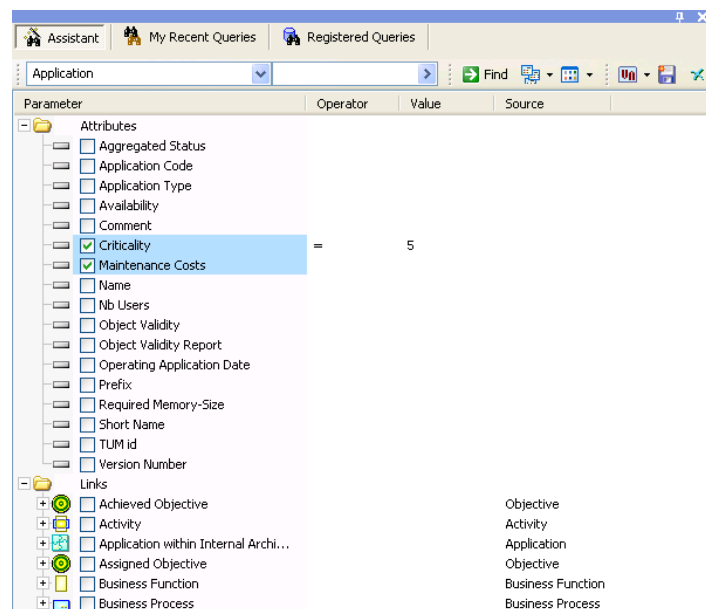 Assistant My Recent Queries Registered Queries
Application Find
Parameter Operator Value Source
Attributes
Aggregated Status
Application Code
Application Type
Availability
Comment
Criticality = 5
Maintenance Costs
Name
Nb Users
Object Validity
Object Validity Report
Operating Application Date
Prefix
Required Memory-Size
Short Name
TUM id
Version Number
Links
Achieved Objective Objective
Activity Activity
Application within Internal Archi... Application
Assigned Objective Objective
Business Function Business Function
Business Process Business Process